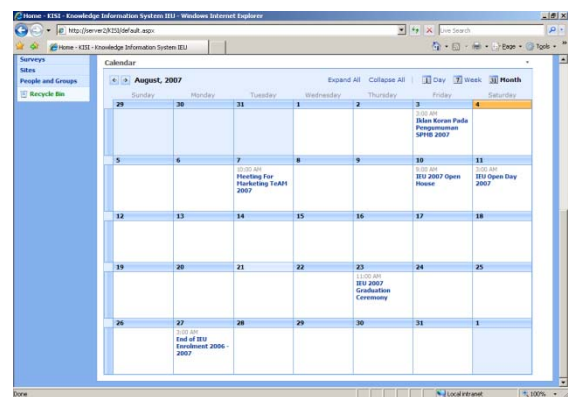 Home - KISI - Knowledge Information System IEU - Windows Internet Explorer
http://server2/KISI/default.aspx
Live Search
Home - KISI - Knowledge Information System IEU
Page
Tools
Surveys
Sites
People and Groups
Recycle Bin
Calendar
August, 2007
Expand All Collapse All
Day Week Month
Sunday Monday Tuesday Wednesday Thursday Friday Saturday
29 30 31 1 2 3 4
3:00 AM
Iklan Koran Pada
Pengumuman
SPMB 2007
5 6 7 8 9 10 11
10:00 AM
Meeting For
Marketing TeAM
2007
9:00 AM
IEU 2007 Open
House
3:00 AM
IEU Open Day
2007
12 13 14 15 16 17 18
19 20 21 22 23 24 25
11:00 AM
IEU 2007
Graduation
Ceremony
26 27 28 29 30 31 1
3:00 AM
End of IEU
Enrolment 2006 -
2007
Done
Local intranet
100%